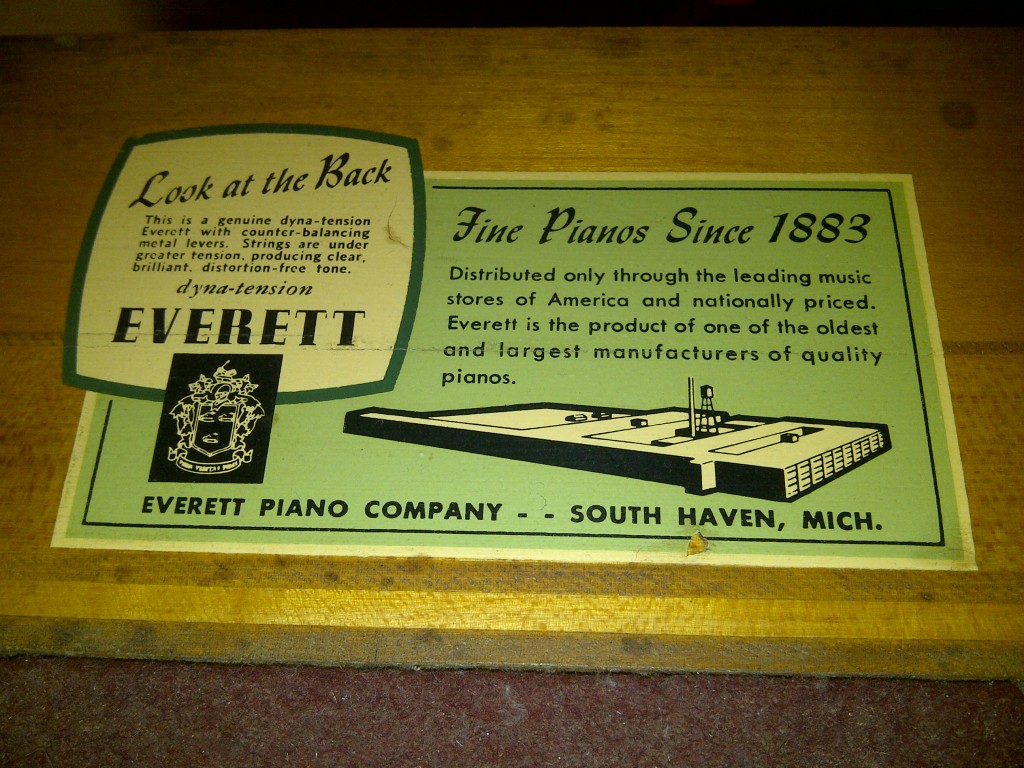 Look at the Back
This is a genuine dyna-tension
Everett with counter-balancing
metal levers. Strings are under
greater tension, producing clear,
brilliant, distortion-free tone.
dyna-tension
EVERETT
Fine Pianos Since 1883
Distributed only through the leading music
stores of America and nationally priced.
Everett is the product of one of the oldest
and largest manufacturers of quality
pianos.
EVERETT PIANO COMPANY - - SOUTH HAVEN, MICH.